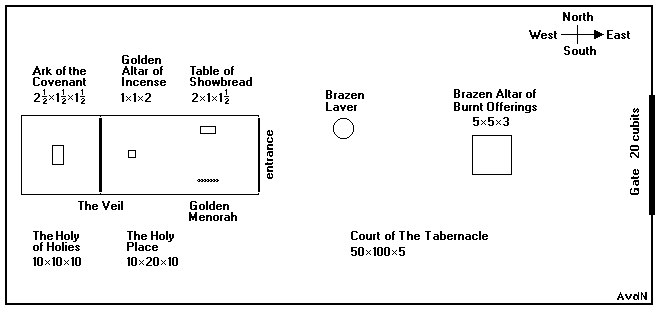 North
West East
South
Ark of the
Covenant
2½×1½×1½
Golden
Altar of
Incense
1×1×2
Table of
Showbread
2×1×1½
Brazen
Laver
Brazen Altar of
Burnt Offerings
5×5×3
entrance
Gate 20 cubits
The Veil
Golden
Menorah
The Holy
of Holies
10×10×10
The Holy
Place
10×20×10
Court of The Tabernacle
50×100×5
AvdN